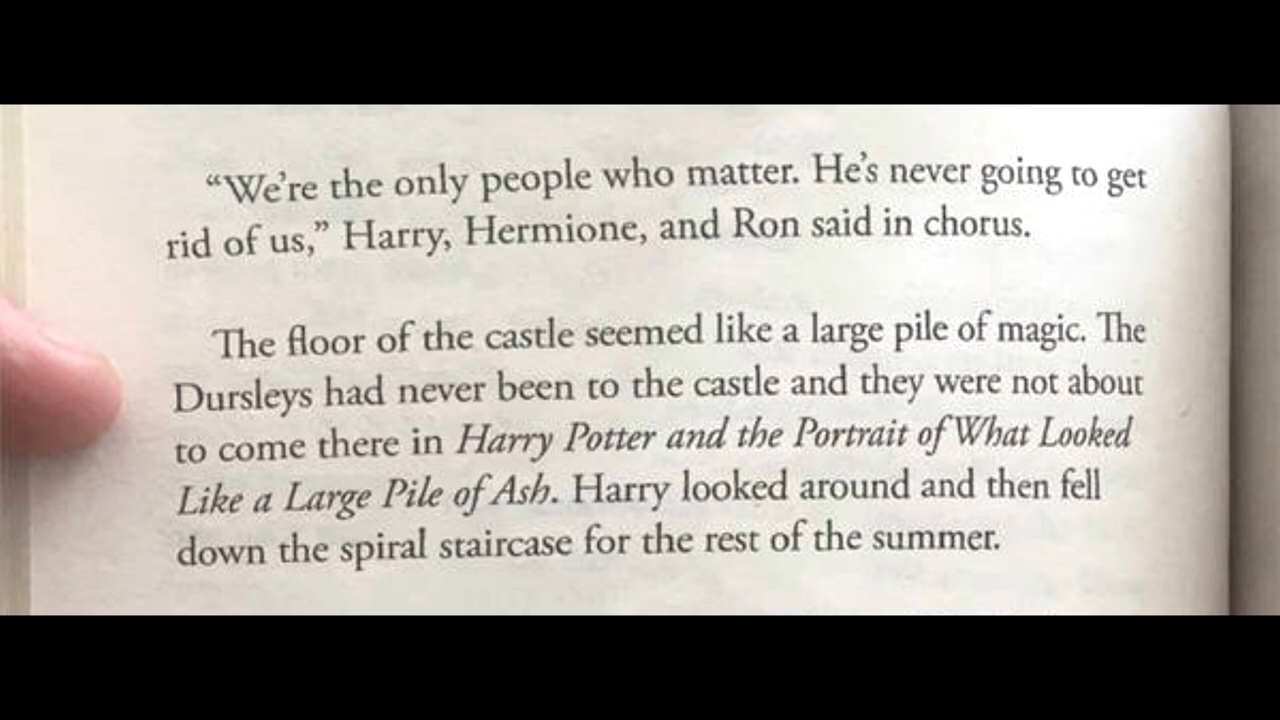 “We’re the only people who matter. He’s never going to get
rid of us,” Harry, Hermione, and Ron said in chorus.
The floor of the castle seemed like a large pile of magic. The
Dursleys had never been to the castle and they were not about
to come there in Harry Potter and the Portrait of What Looked
Like a Large Pile of Ash. Harry looked around and then fell
down the spiral staircase for the rest of the summer.